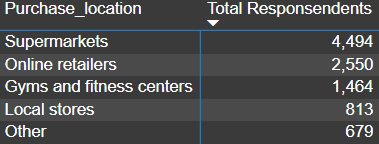 Purchase_location Total Responsendents
Supermarkets 4,494
Online retailers 2,550
Gyms and fitness centers 1,464
Local stores 813
Other 679